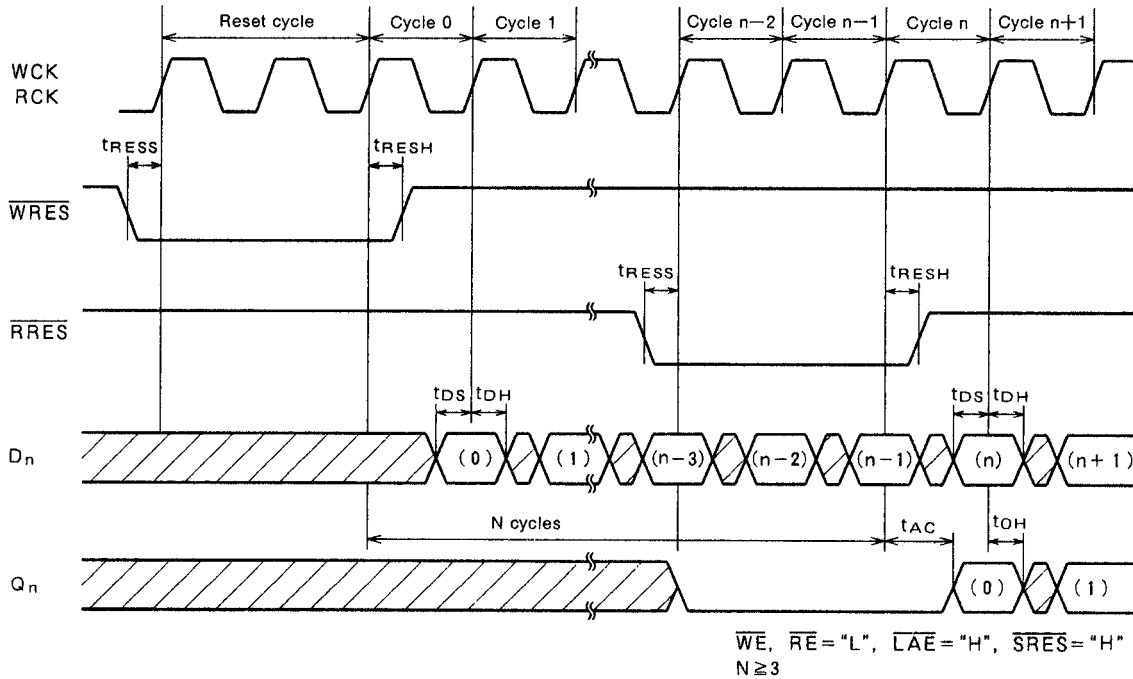 Reset cycle Cycle 0 Cycle 1 Cycle n−2 Cycle n−1 Cycle n Cycle n+1
WCK
RCK
tRESS tRESH
WRES
tRESS tRESH
RRES
tDS tDH tDS tDH
Dn (0) (1) (n−3) (n−2) (n−1) (n) (n+1)
N cycles tAC tOH
Qn (0) (1)
WE, RE="L", LAE="H", SRES="H"
N≧3